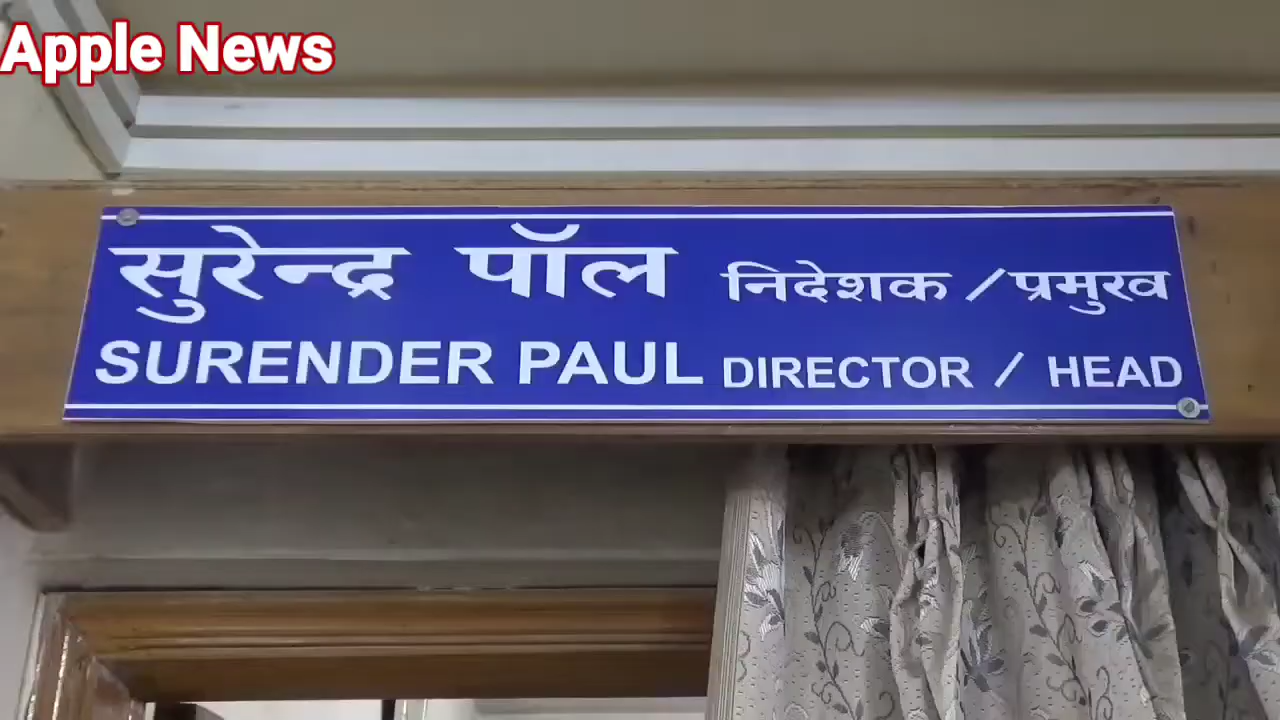 Apple News
सुरेन्द्र पॉल निदेशक / प्रमुख
SURENDER PAUL DIRECTOR / HEAD